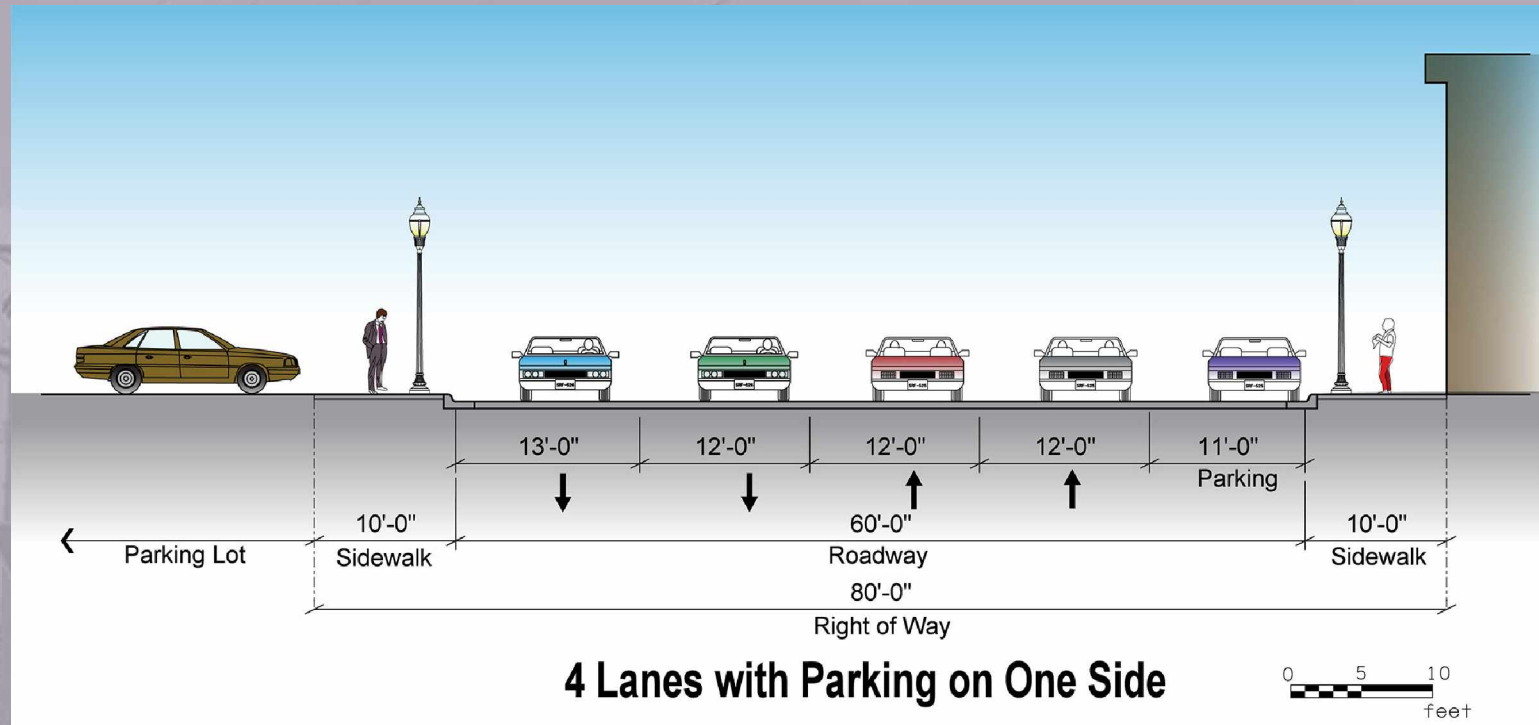 13'-0" 12'-0" 12'-0" 12'-0" 11'-0"
Parking
10'-0" 60'-0" 10'-0"
Parking Lot Sidewalk Roadway Sidewalk
80'-0"
Right of Way
4 Lanes with Parking on One Side
0 5 10
feet